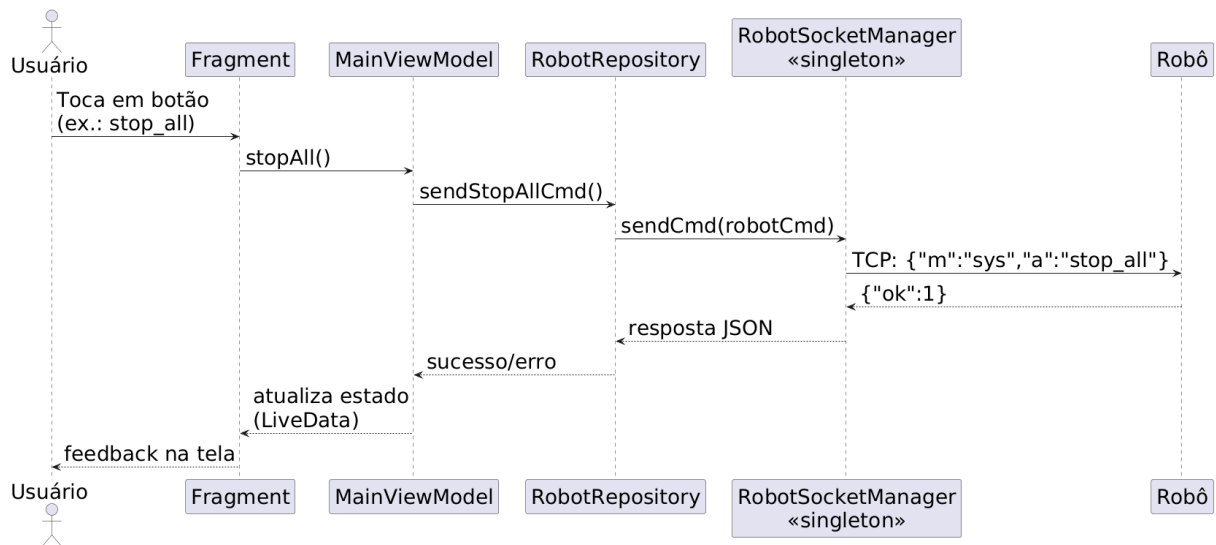 Usuário
Fragment
MainViewModel
RobotRepository
RobotSocketManager
«singleton»
Robô
Toca em botão
(ex.: stop_all)
stopAll()
sendStopAllCmd()
sendCmd(robotCmd)
TCP: {"m":"sys","a":"stop_all"}
{"ok":1}
resposta JSON
sucesso/erro
atualiza estado
(LiveData)
feedback na tela
Usuário
Fragment
MainViewModel
RobotRepository
RobotSocketManager
«singleton»
Robô